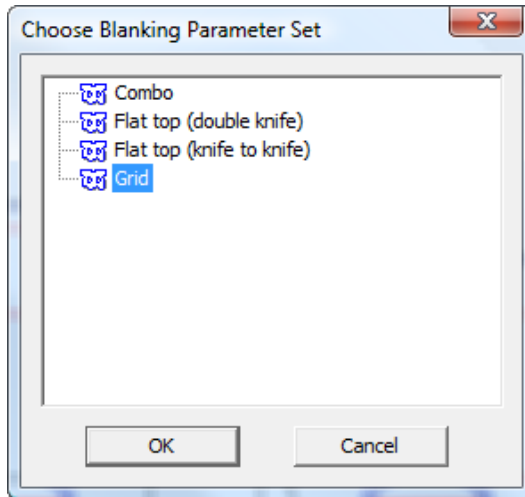 Choose Blanking Parameter Set
Combo
Flat top (double knife)
Flat top (knife to knife)
Grid
OK
Cancel